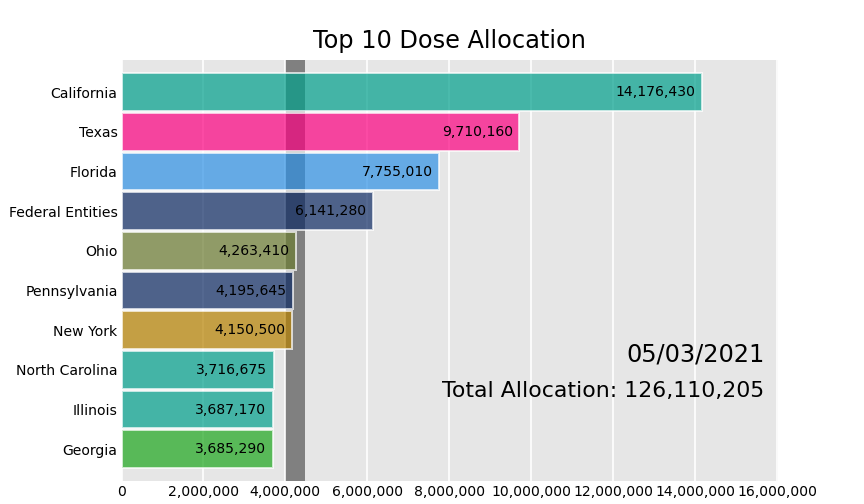 Top 10 Dose Allocation
California 14,176,430
Texas 9,710,160
Florida 7,755,010
Federal Entities 6,141,280
Ohio 4,263,410
Pennsylvania 4,195,645
New York 4,150,500
05/03/2021
North Carolina 3,716,675
Total Allocation: 126,110,205
Illinois 3,687,170
Georgia 3,685,290
0 2,000,000 4,000,000 6,000,000 8,000,000 10,000,000 12,000,000 14,000,000 16,000,000